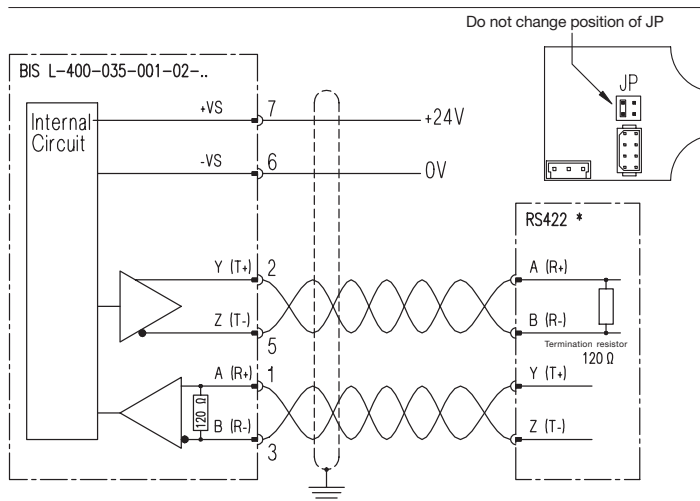 Do not change position of JP
BIS L-400-035-001-02-..
JP
Internal Circuit
+VS
7
+24V
-VS
6
0V
RS422 *
Y (T+)
2
A (R+)
Z (T-)
5
B (R-)
Termination resistor
120 Ω
A (R+)
1
Y (T+)
120 Ω
B (R-)
3
Z (T-)